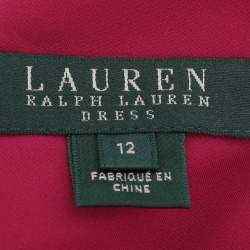 LAUREN
RALPH LAUREN
DRESS
12
FABRIQUÉ EN
CHINE